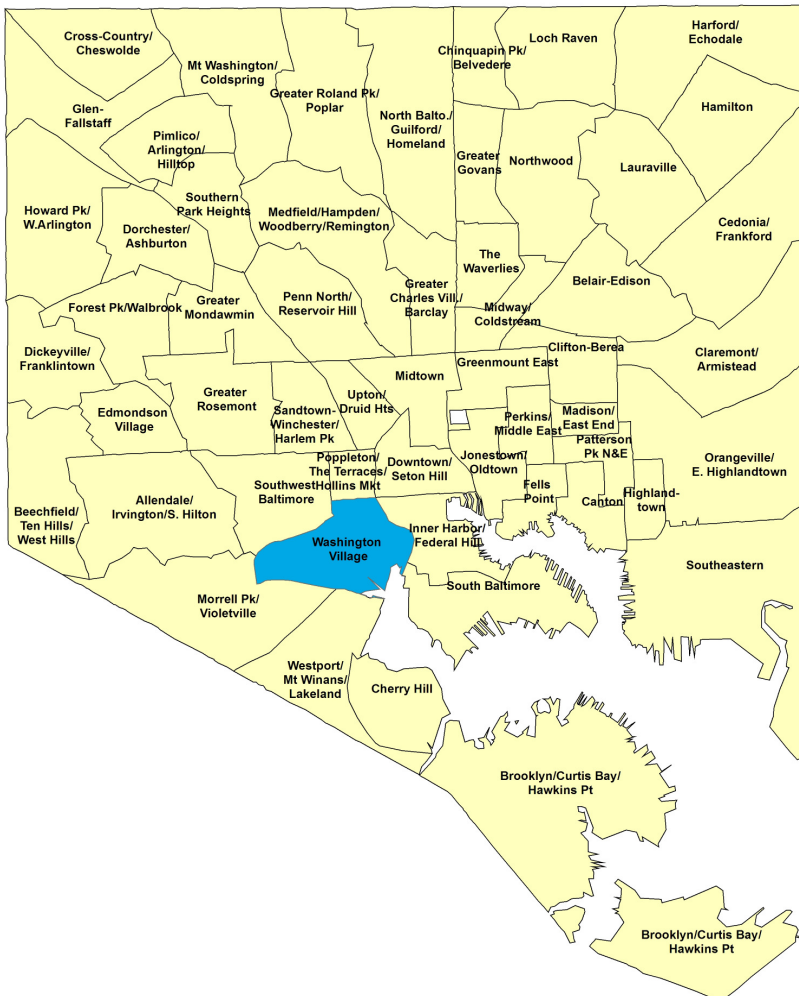 Cross-Country/
Cheswolde
Mt Washington/
Coldspring
Greater Roland Pk/
Poplar
North Balto./
Guilford/
Homeland
Chinquapin Pk/
Belvedere
Loch Raven
Harford/
Echodale
Glen-
Fallstaff
Pimlico/
Arlington/
Hilltop
Greater
Govans
Northwood
Lauraville
Hamilton
Howard Pk/
W.Arlington
Dorchester/
Ashburton
Southern
Park Heights
Medfield/Hampden/
Woodberry/Remington
The
Waverlies
Cedonia/
Frankford
Belair-Edison
Forest Pk/Walbrook
Greater
Mondawmin
Penn North/
Reservoir Hill
Greater
Charles Vill./
Barclay
Midway/
Coldstream
Dickeyville/
Franklintown
Clifton-Berea
Claremont/
Armistead
Greenmount East
Midtown
Edmondson
Village
Greater
Rosemont
Sandtown-
Winchester/
Harlem Pk
Upton/
Druid Hts
Perkins/
Middle East
Madison/
East End
Patterson
Pk N&E
Orangeville/
E. Highlandtown
Beechfield/
Ten Hills/
West Hills
Allendale/
Irvington/S. Hilton
Southwest
Baltimore
Poppleton/
The Terraces/
Hollins Mkt
Downtown/
Seton Hill
Jonestown/
Oldtown
Fells
Point
Canton
Highland-
town
Washington
Village
Inner Harbor/
Federal Hill
Southeastern
South Baltimore
Morrell Pk/
Violetville
Westport/
Mt Winans/
Lakeland
Cherry Hill
Brooklyn/Curtis Bay/
Hawkins Pt
Brooklyn/Curtis Bay/
Hawkins Pt